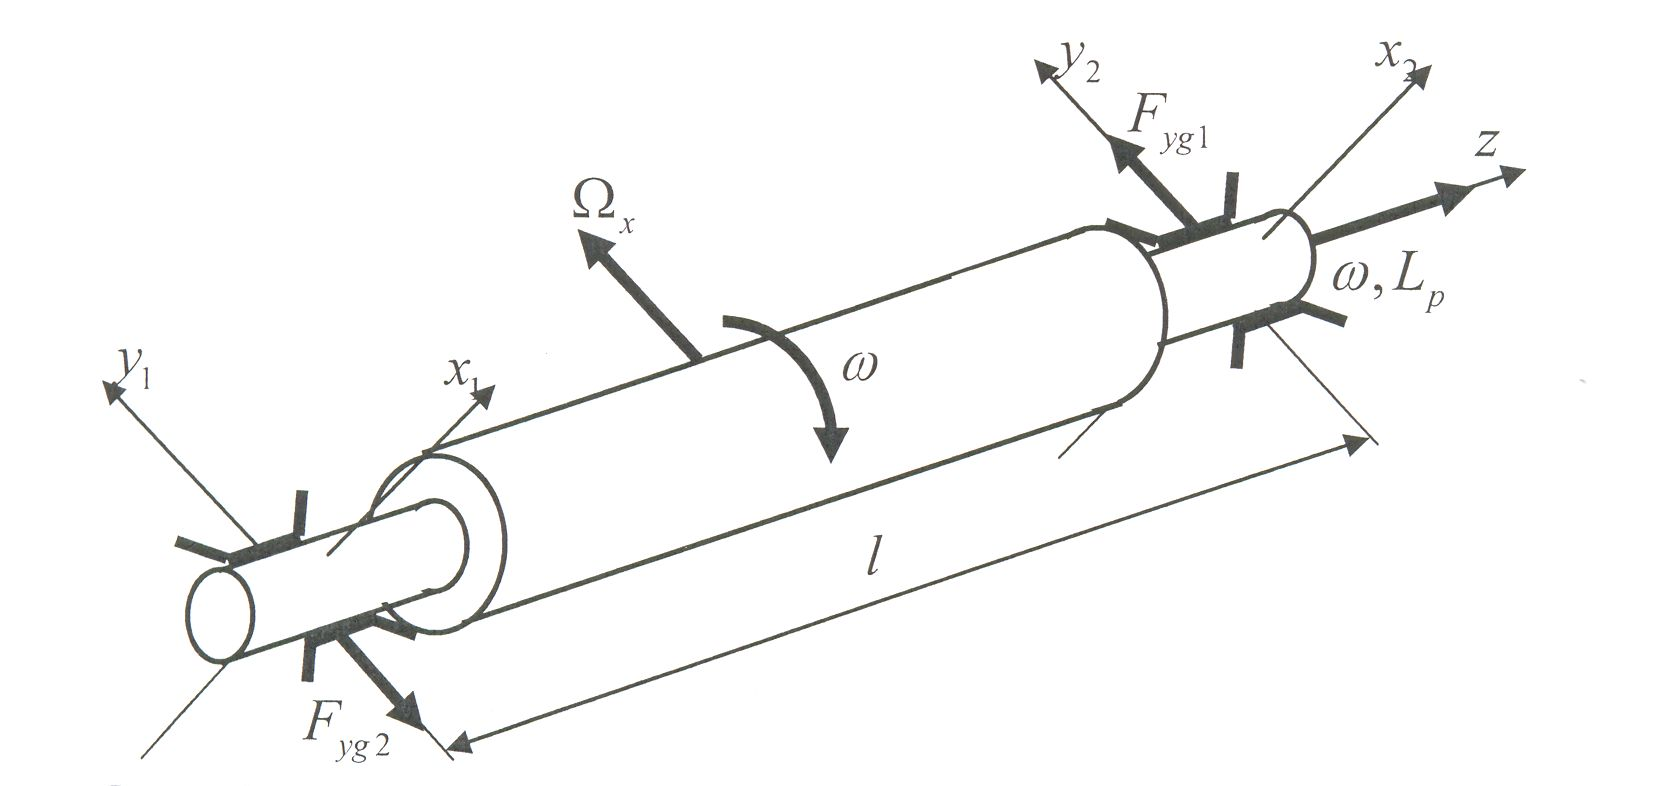 y₂
x₂
F_yg1
z
Ω_x
ω, L_p
y₁
x₁
ω
l
F_yg2